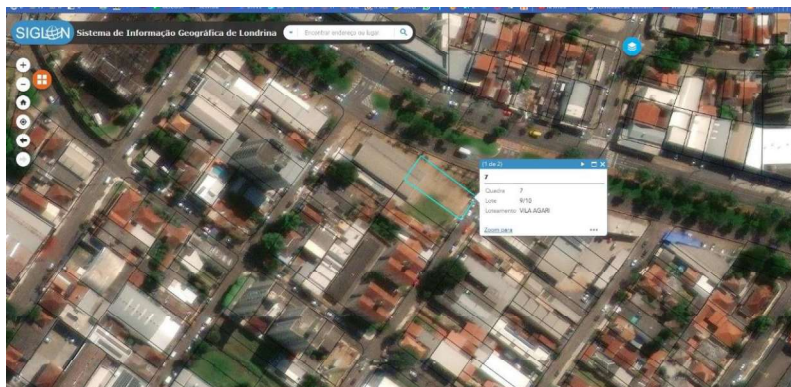 SIGLON Sistema de Informação Geográfica de Londrina
Encontrar endereço ou lugar
(1 de 2)
7
Quadra 7
Lote 9/10
Loteamento VILA AGARI
Zoom para